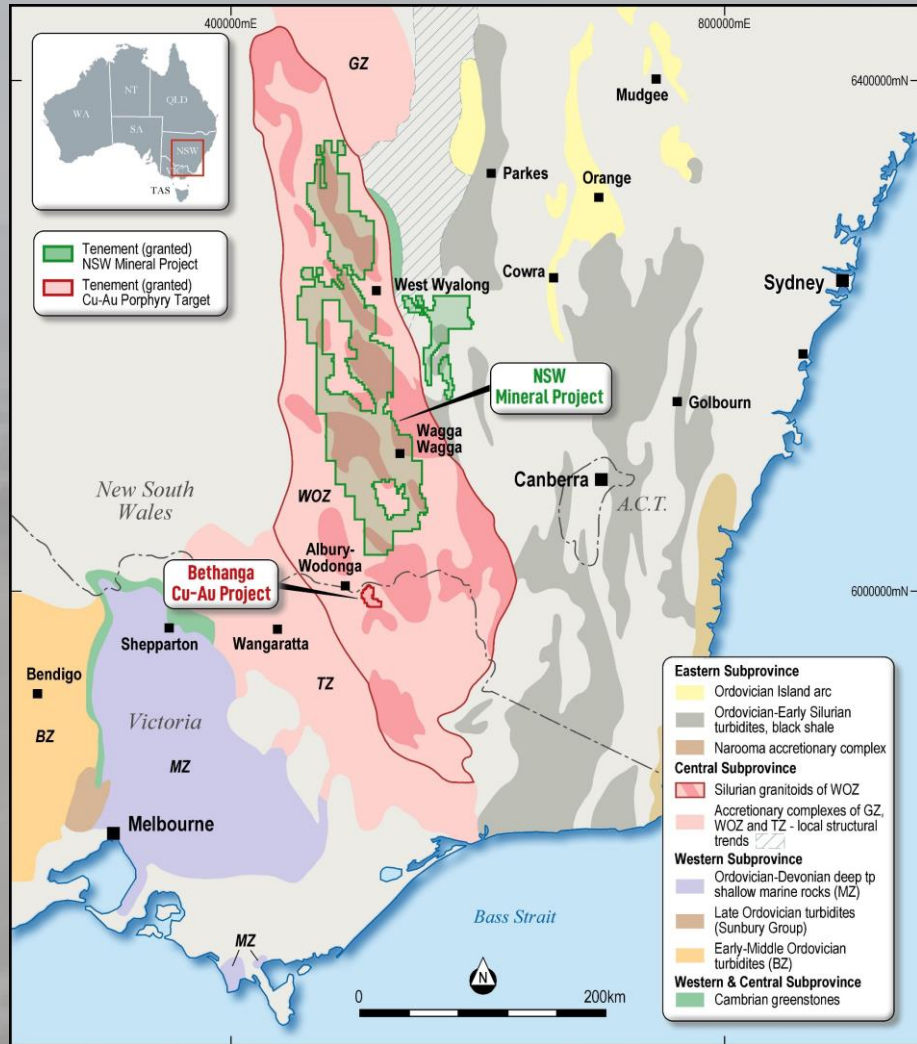 400000mE
800000mE
6400000mN
6000000mN
WA
NT
QLD
SA
NSW
TAS
Tenement (granted)
NSW Mineral Project
Tenement (granted)
Cu-Au Porphyry Target
GZ
Mudgee
Parkes
Orange
Cowra
West Wyalong
Sydney
NSW
Mineral Project
Golbourn
Wagga
Wagga
Canberra
A.C.T.
New South
Wales
WOZ
Albury-
Wodonga
Bethanga
Cu-Au Project
Shepparton
Wangaratta
Bendigo
BZ
Victoria
TZ
MZ
Melbourne
MZ
Bass Strait
N
0
200km
Eastern Subprovince
Ordovician Island arc
Ordovician-Early Silurian
turbidites, black shale
Narooma accretionary complex
Central Subprovince
Silurian granitoids of WOZ
Accretionary complexes of GZ,
WOZ and TZ - local structural
trends
Western Subprovince
Ordovician-Devonian deep tp
shallow marine rocks (MZ)
Late Ordovician turbidites
(Sunbury Group)
Early-Middle Ordovician
turbidites (BZ)
Western & Central Subprovince
Cambrian greenstones